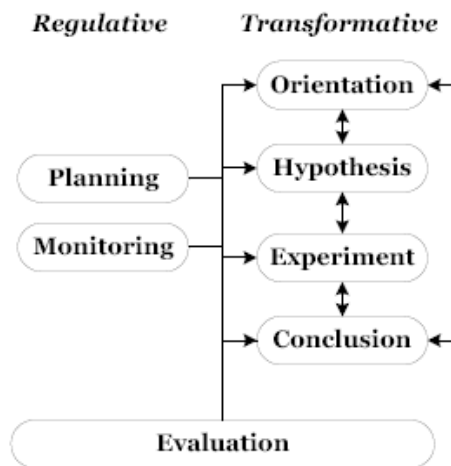 Regulative
Transformative
Orientation
Planning
Hypothesis
Monitoring
Experiment
Conclusion
Evaluation